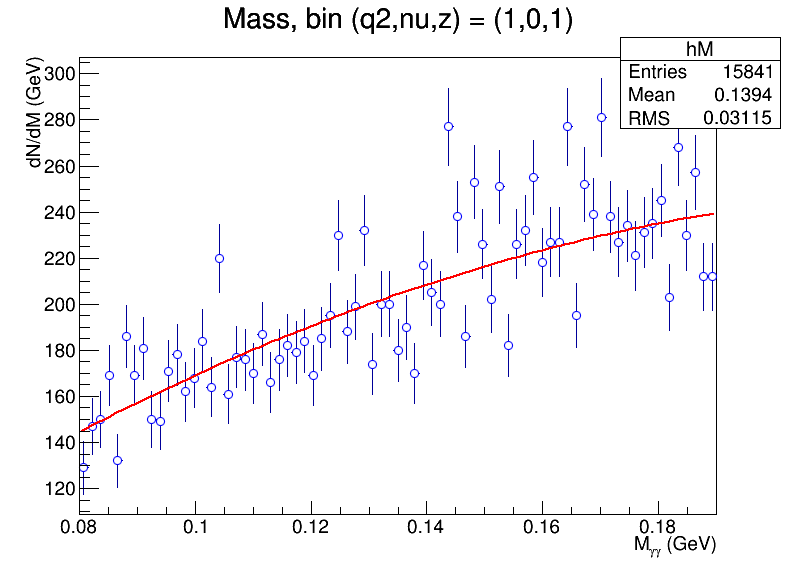 Mass, bin (q2,nu,z) = (1,0,1)
hM
Entries 15841
Mean 0.1394
RMS 0.03115
dN/dM (GeV)
300
280
260
240
220
200
180
160
140
120
0.08 0.1 0.12 0.14 0.16 0.18
Mγγ (GeV)